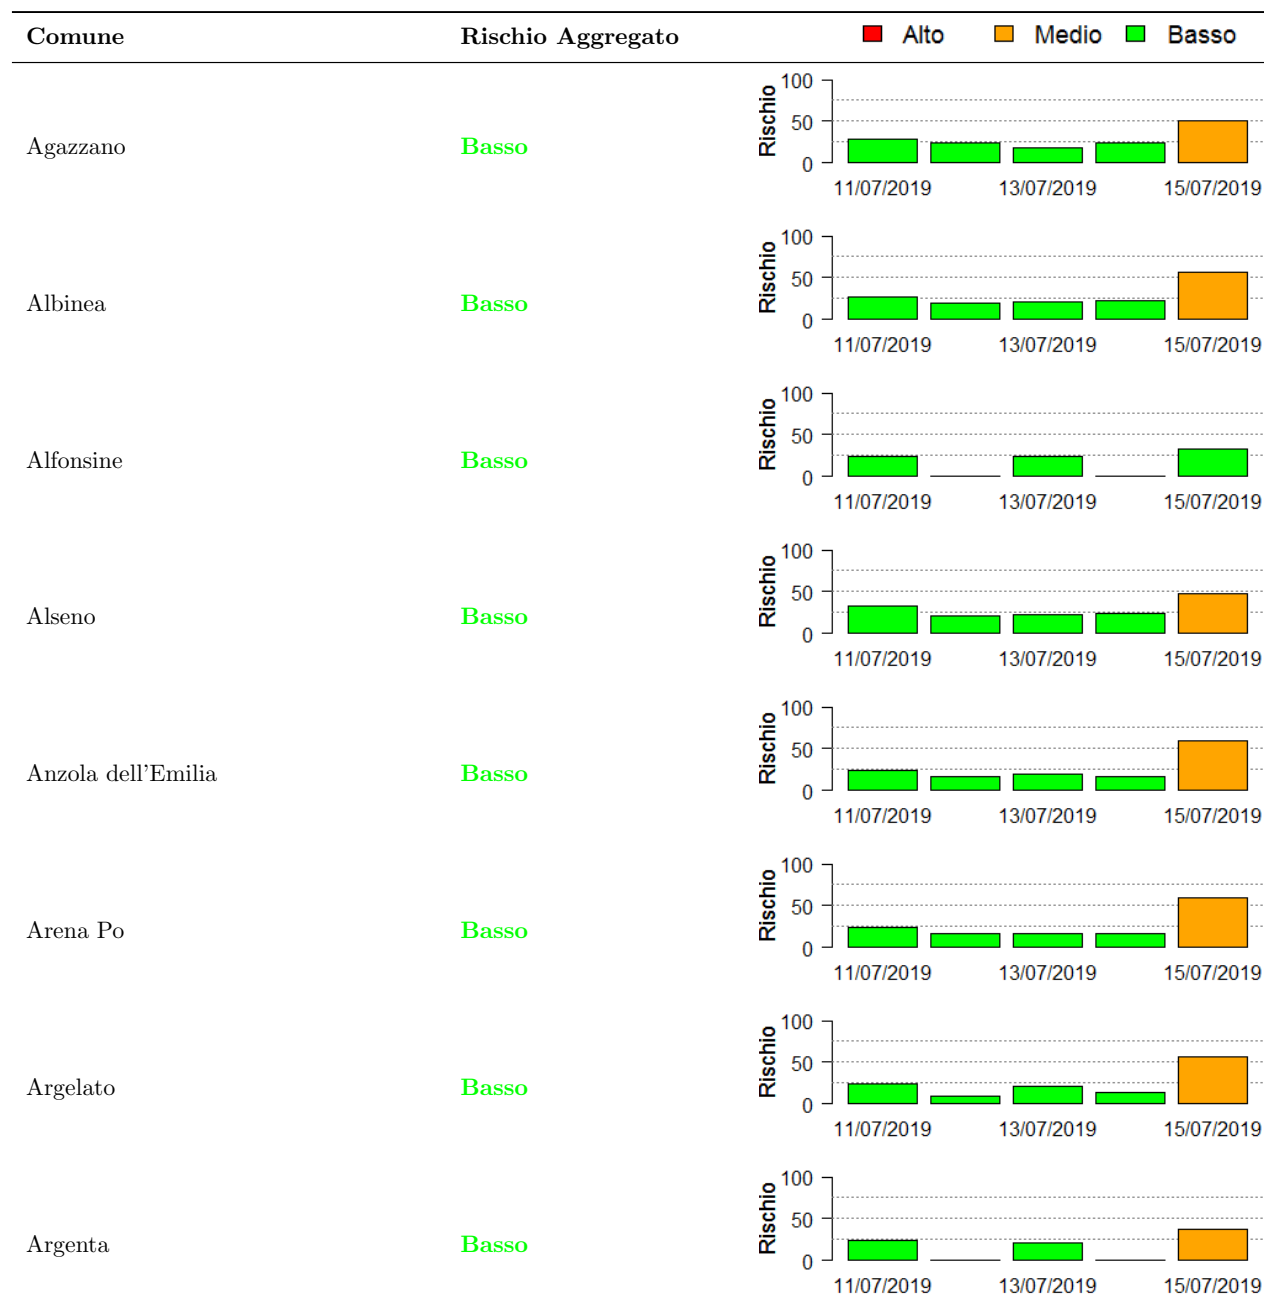 Comune Rischio Aggregato Alto Medio Basso
Agazzano Basso Rischio 100 50 0
11/07/2019 13/07/2019 15/07/2019
Albinea Basso Rischio 100 50 0
11/07/2019 13/07/2019 15/07/2019
Alfonsine Basso Rischio 100 50 0
11/07/2019 13/07/2019 15/07/2019
Alseno Basso Rischio 100 50 0
11/07/2019 13/07/2019 15/07/2019
Anzola dell'Emilia Basso Rischio 100 50 0
11/07/2019 13/07/2019 15/07/2019
Arena Po Basso Rischio 100 50 0
11/07/2019 13/07/2019 15/07/2019
Argelato Basso Rischio 100 50 0
11/07/2019 13/07/2019 15/07/2019
Argenta Basso Rischio 100 50 0
11/07/2019 13/07/2019 15/07/2019